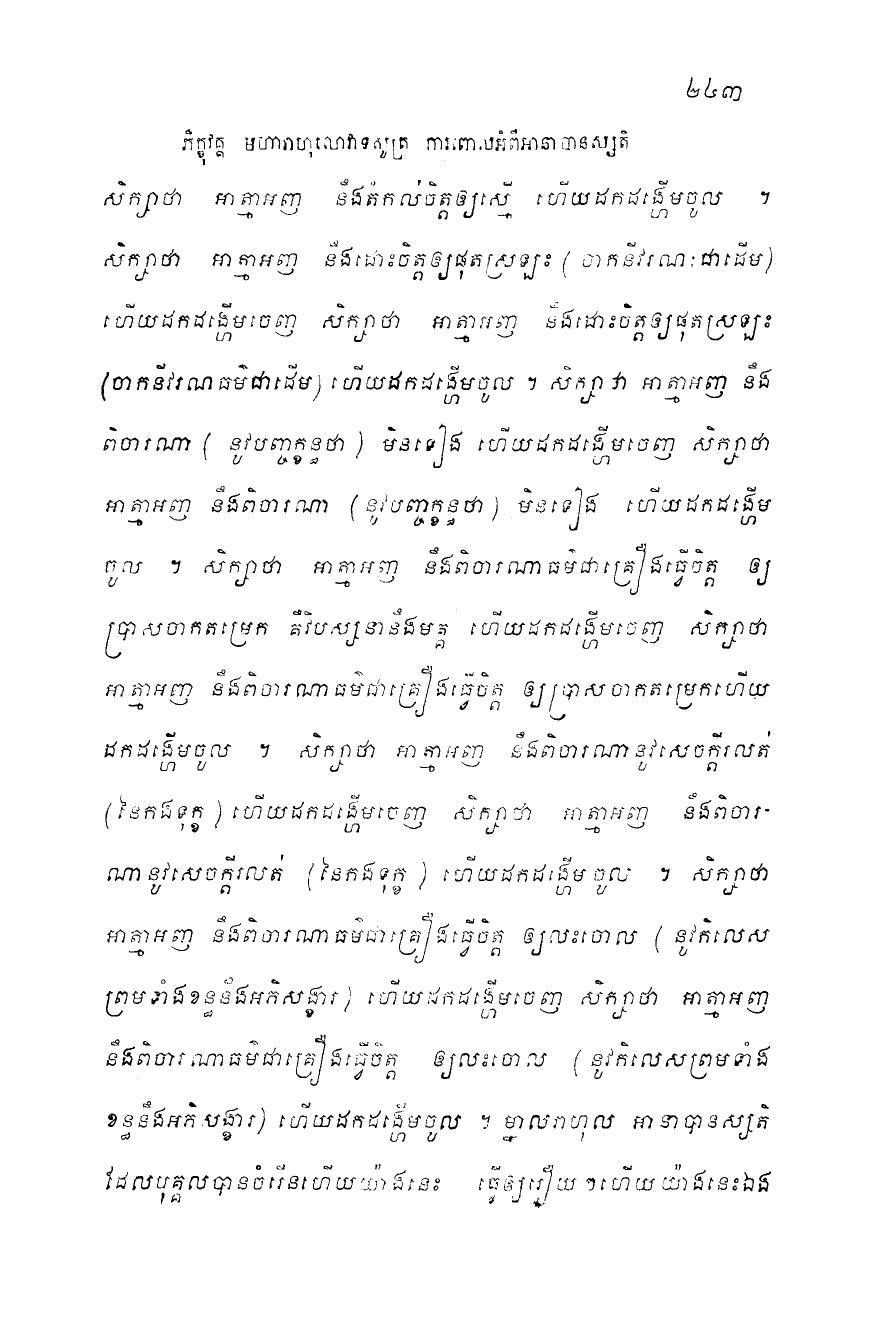 ២៤៣
ភិក្ខុវគ្គ មហារាហុលោវាទសូត្រ ការពោលអំពីអានាបានស្សតិ
សិក្សាថា អាត្មាអញ នឹងតំកល់ចិត្តឲ្យស្មើ ហើយដកដង្ហើមចូល ។
សិក្សាថា អាត្មាអញ នឹងដោះចិត្តឲ្យផុតស្រឡះ ( ចាកនីវរណៈជាដើម)
ហើយដកដង្ហើមចេញ សិក្សាថា អាត្មាអញ នឹងដោះចិត្តឲ្យផុតស្រឡះ
(ចាកនីវរណធម៌ជាដើម) ហើយដកដង្ហើមចូល ។ សិក្សាថា អាត្មាអញ នឹង
ពិចារណា ( នូវបញ្ចក្ខន្ធថា ) មិនទៀង ហើយដកដង្ហើមចេញ សិក្សាថា
អាត្មាអញ នឹងពិចារណា (នូវបញ្ចក្ខន្ធថា) មិនទៀង ហើយដកដង្ហើម
ចូល ។ សិក្សាថា អាត្មាអញ នឹងពិចារណាធម៌ជាគ្រឿងធ្វើចិត្ត ឲ្យ
ប្រាសចាកតម្រេក គឺវិបស្សនានឹងមគ្គ ហើយដកដង្ហើមចេញ សិក្សាថា
អាត្មាអញ នឹងពិចារណាធម៌ជាគ្រឿងធ្វើចិត្ត ឲ្យប្រាសចាកតម្រេកហើយ
ដកដង្ហើមចូល ។ សិក្សាថា អាត្មាអញ នឹងពិចារណានូវសេចក្តីរលត់
(នៃកងទុក្ខ ) ហើយដកដង្ហើមចេញ សិក្សាថា អាត្មាអញ នឹងពិចារ-
ណានូវសេចក្តីរលត់ (នៃកងទុក្ខ ) ហើយដកដង្ហើមចូល ។ សិក្សាថា
អាត្មាអញ នឹងពិចារណាធម៌ជាគ្រឿងធ្វើចិត្ត ឲ្យលះចោល ( នូវកិលេស
ព្រមទាំងខន្ធនឹងអភិសង្ខារ) ហើយដកដង្ហើមចេញ សិក្សាថា អាត្មាអញ
នឹងពិចារណាធម៌ជាគ្រឿងធ្វើចិត្ត ឲ្យលះចោល ( នូវកិលេសព្រមទាំង
ខន្ធនឹងអភិសង្ខារ) ហើយដកដង្ហើមចូល ។ ម្នាលរាហុល អានាបានស្សតិ
ដែលបុគ្គលបានចំរើនហើយយ៉ាងនេះ ធ្វើឲ្យរឿយ ៗហើយយ៉ាងនេះឯង